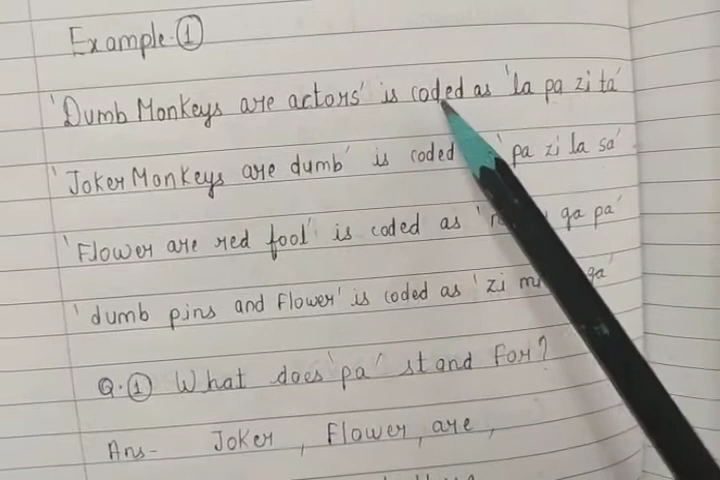 Example-①
'Dumb Monkeys are actors' is coded as 'la pa zi ta'
'Joker Monkeys are dumb' is coded 'pa zi la sa'
'Flower are red fool' is coded as ga pa'
'dumb pins and Flower' is coded as 'zi ga'
Q.① What does 'pa' stand For?
Ans- Joker, Flower, are,